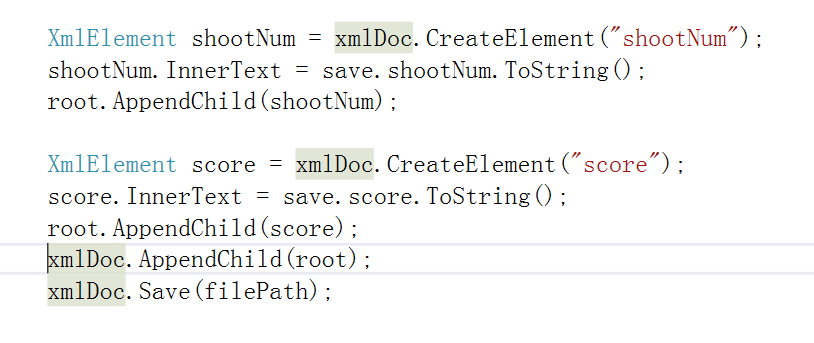 XmlElement shootNum = xmlDoc.CreateElement("shootNum");
shootNum.InnerText = save.shootNum.ToString();
root.AppendChild(shootNum);
XmlElement score = xmlDoc.CreateElement("score");
score.InnerText = save.score.ToString();
root.AppendChild(score);
xmlDoc.AppendChild(root);
xmlDoc.Save(filePath);